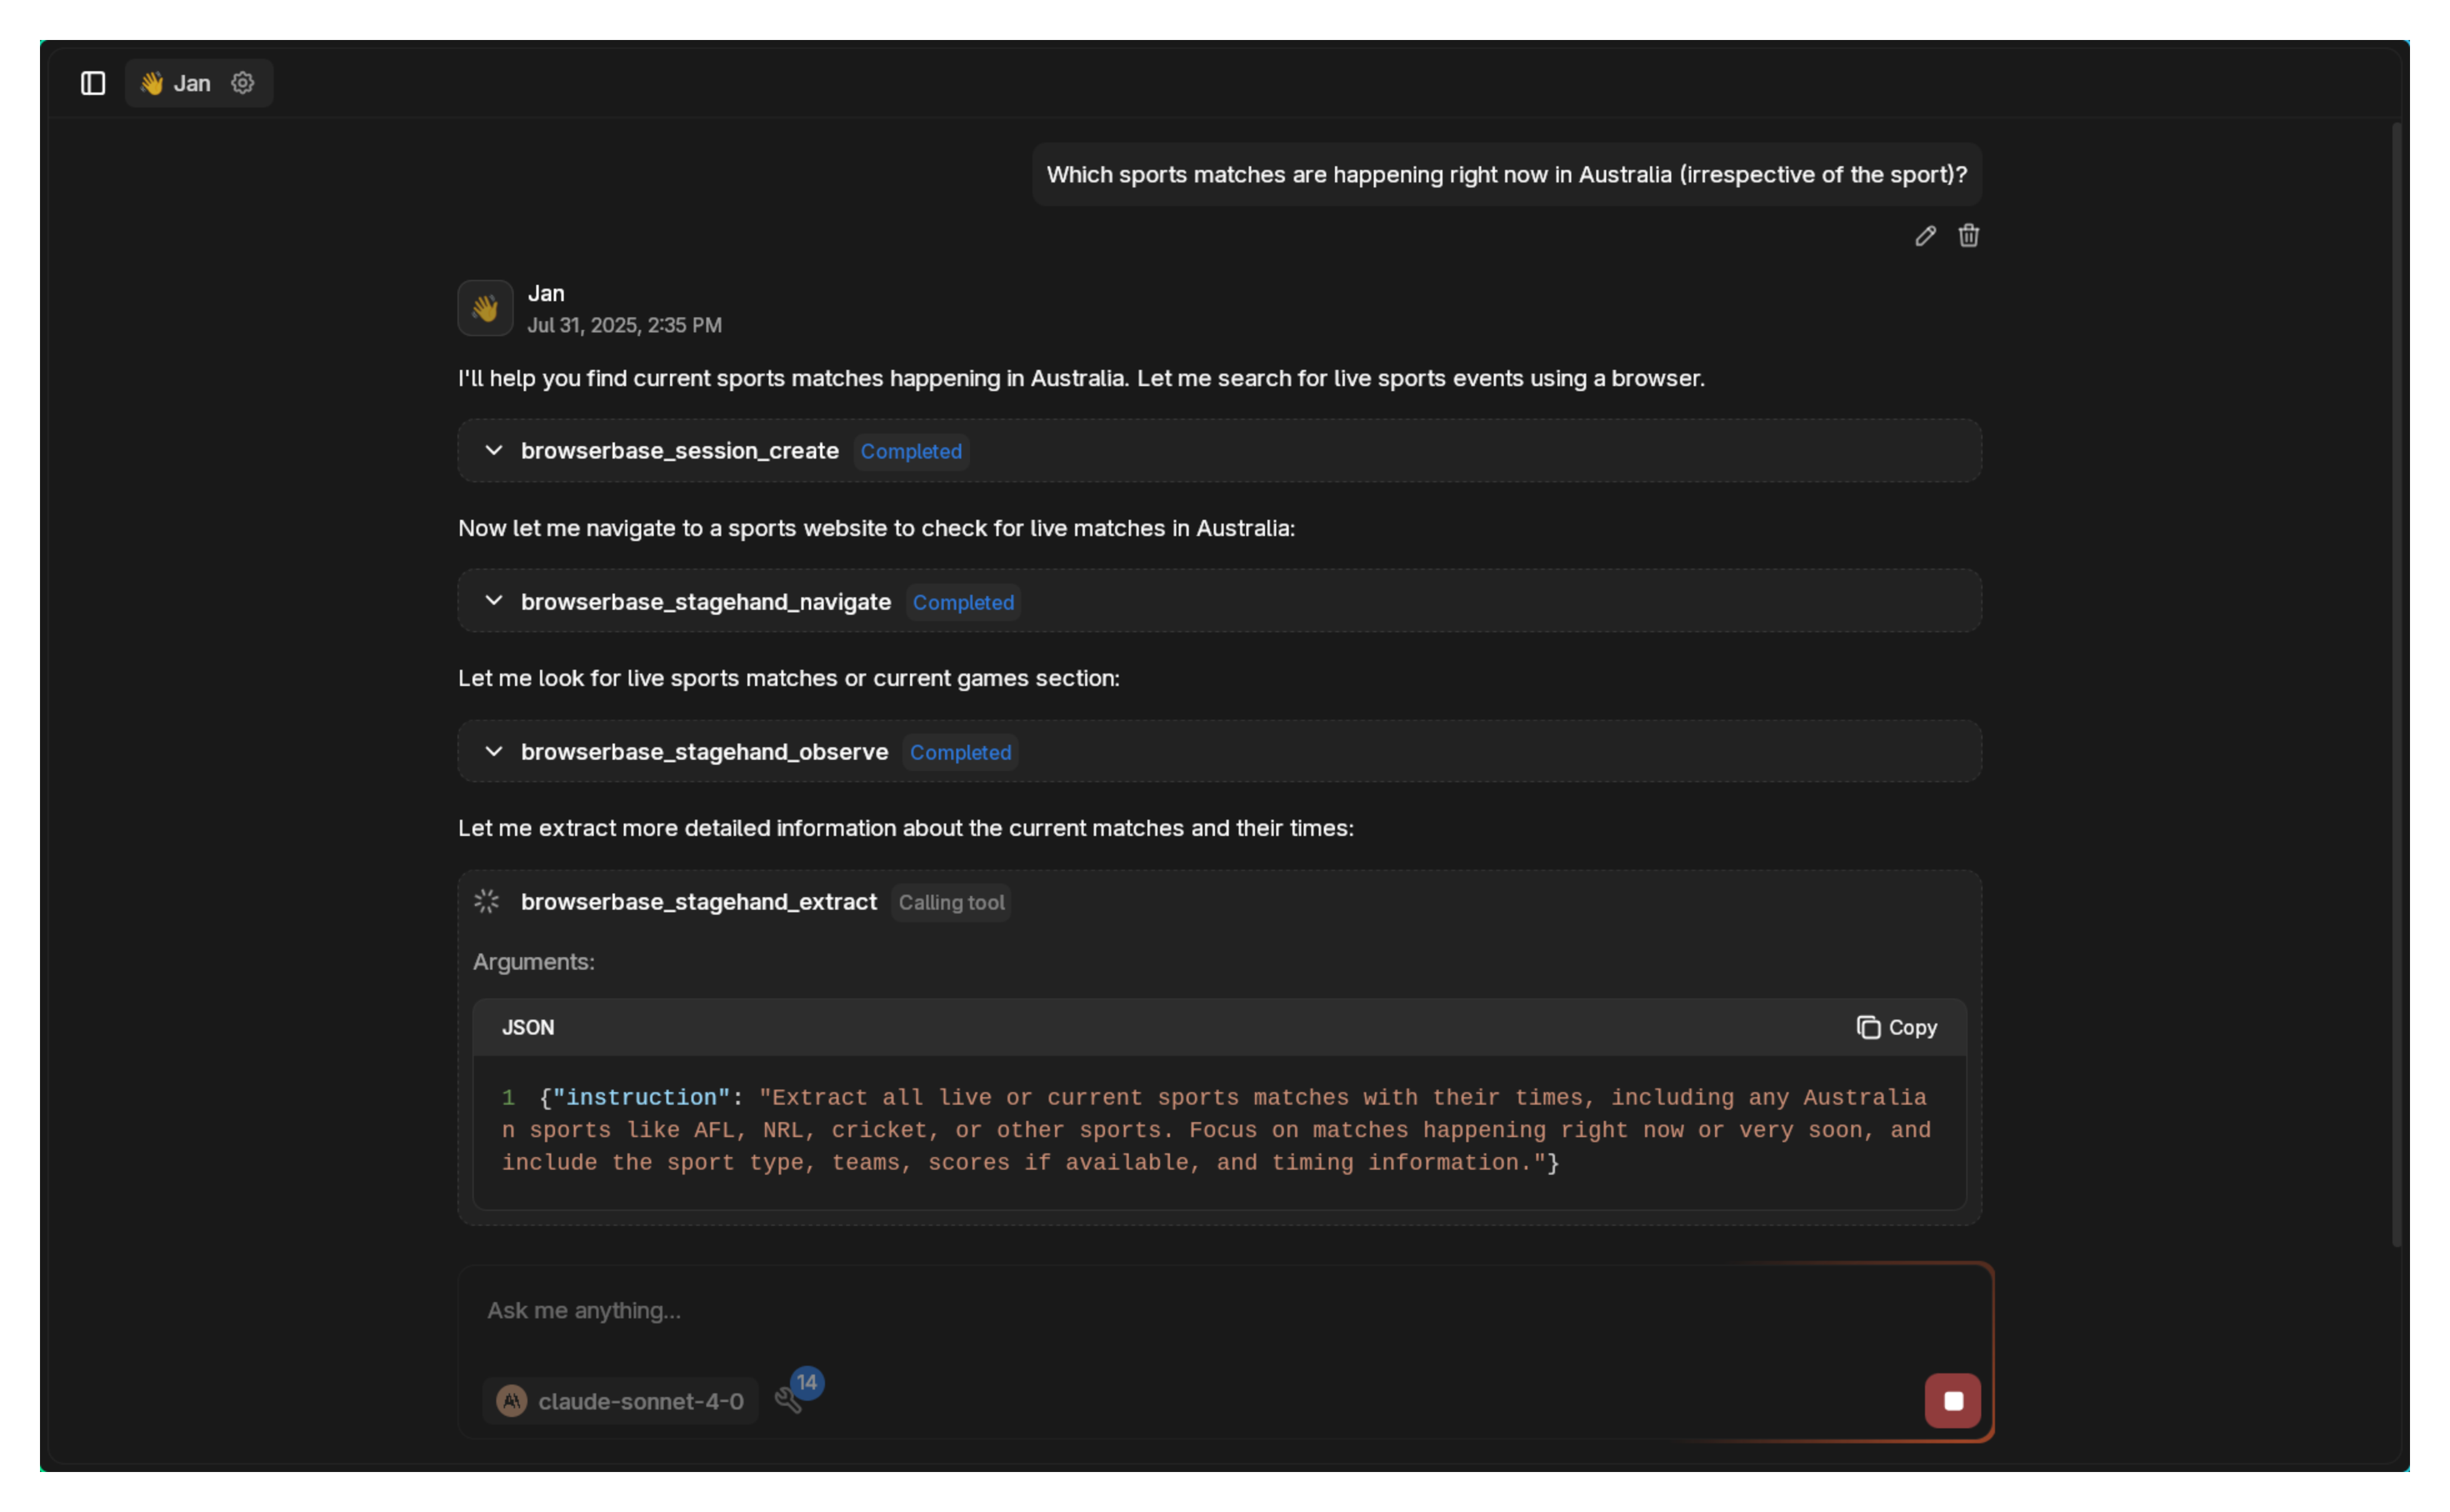 👋 Jan
Which sports matches are happening right now in Australia (irrespective of the sport)?
Jan
Jul 31, 2025, 2:35 PM
I'll help you find current sports matches happening in Australia. Let me search for live sports events using a browser.
browserbase_session_create Completed
Now let me navigate to a sports website to check for live matches in Australia:
browserbase_stagehand_navigate Completed
Let me look for live sports matches or current games section:
browserbase_stagehand_observe Completed
Let me extract more detailed information about the current matches and their times:
browserbase_stagehand_extract Calling tool
Arguments:
JSON Copy
1 {"instruction": "Extract all live or current sports matches with their times, including any Australia
n sports like AFL, NRL, cricket, or other sports. Focus on matches happening right now or very soon, and
include the sport type, teams, scores if available, and timing information."}
Ask me anything...
claude-sonnet-4-0 14